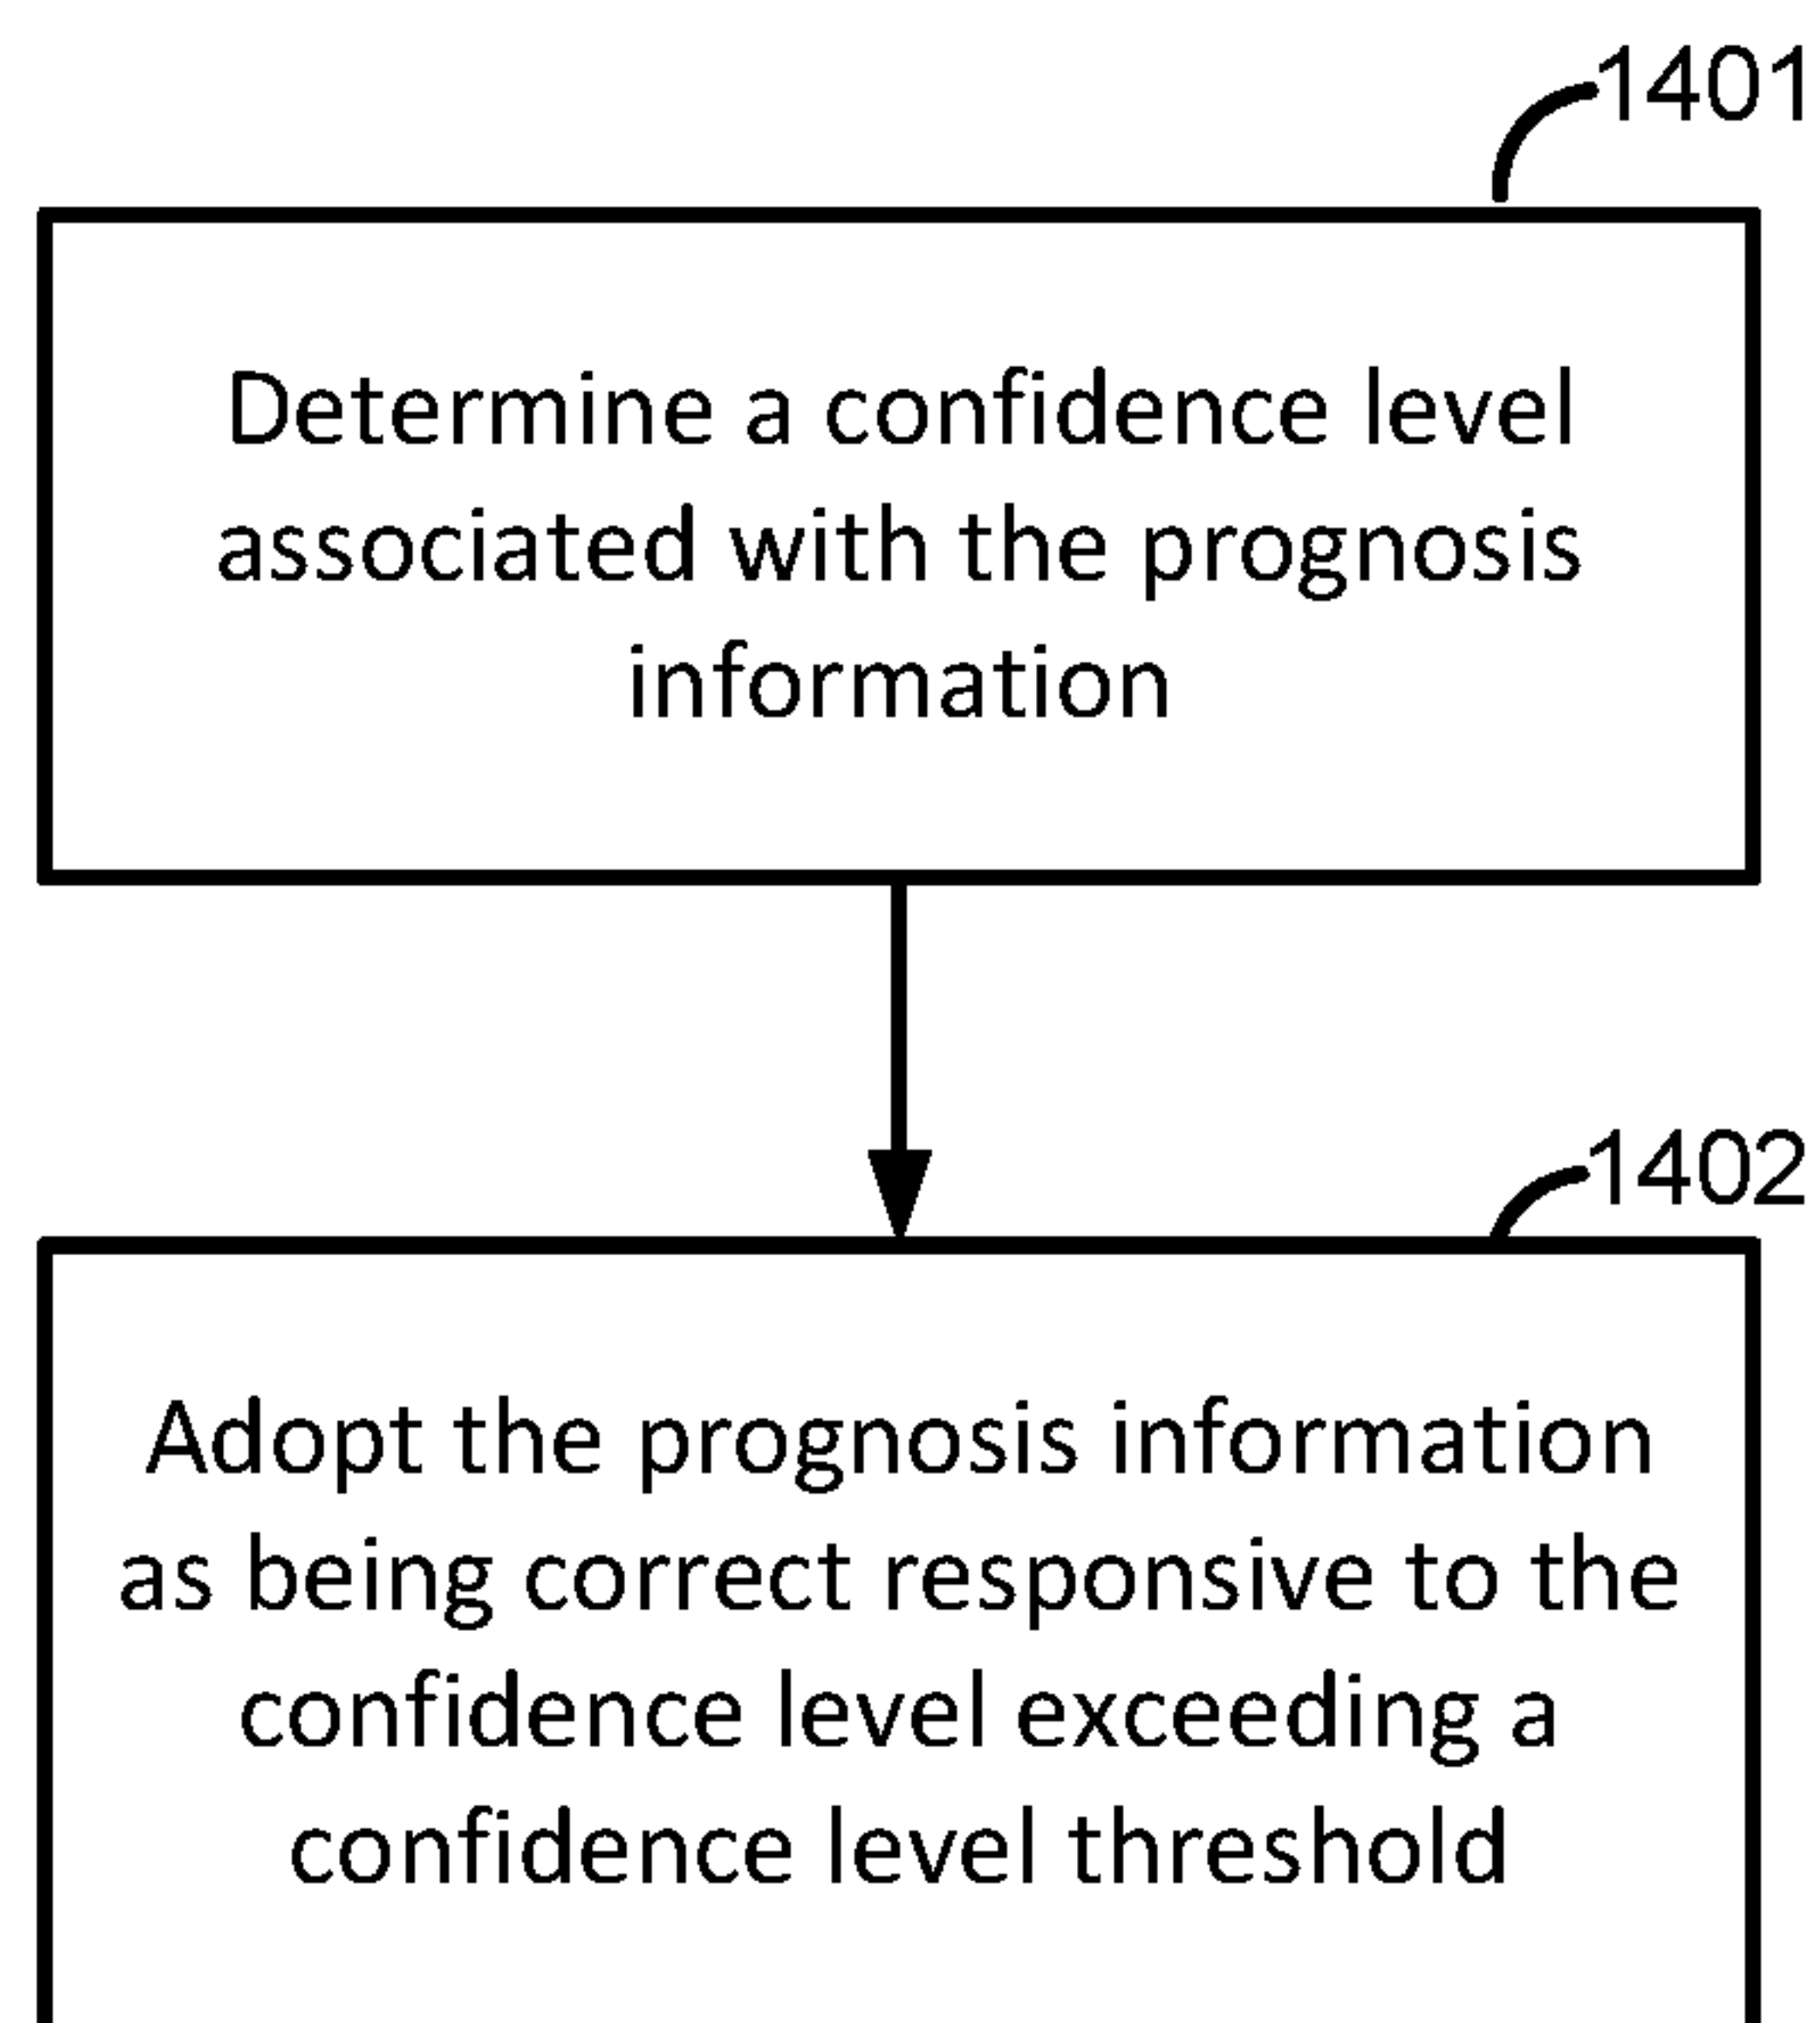 1401
Determine a confidence level
associated with the prognosis
information
1402
Adopt the prognosis information
as being correct responsive to the
confidence level exceeding a
confidence level threshold